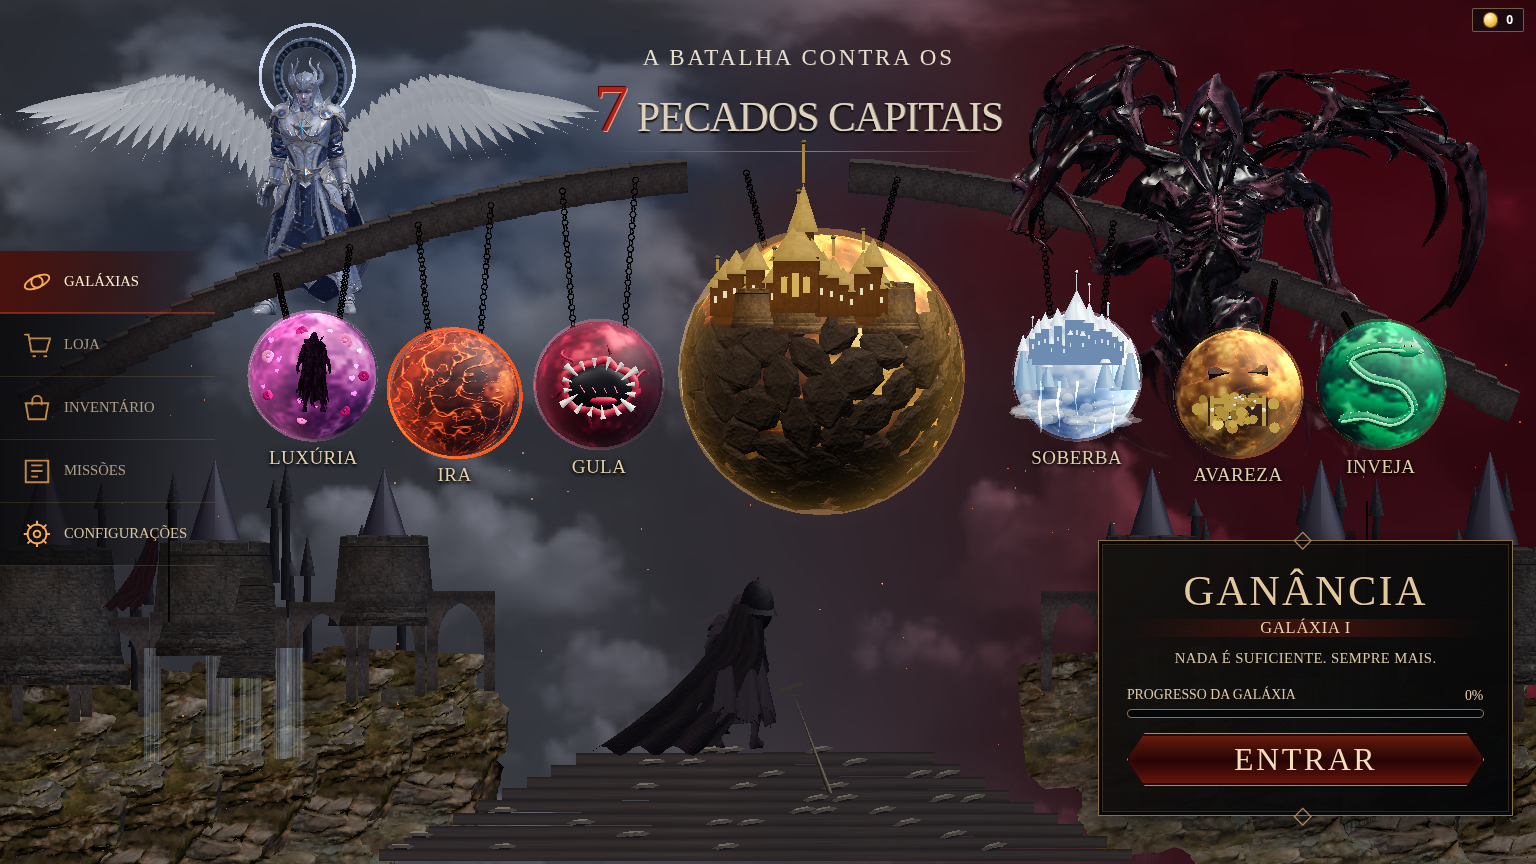 0
A BATALHA CONTRA OS
7 PECADOS CAPITAIS
GALÁXIAS
LOJA
INVENTÁRIO
MISSÕES
CONFIGURAÇÕES
LUXÚRIA
IRA
GULA
SOBERBA
AVAREZA
INVEJA
GANÂNCIA
GALÁXIA I
NADA É SUFICIENTE. SEMPRE MAIS.
PROGRESSO DA GALÁXIA 0%
ENTRAR